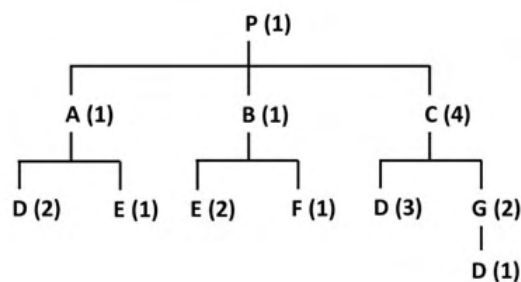 P (1)
A (1) B (1) C (4)
D (2) E (1) E (2) F (1) D (3) G (2)
D (1)